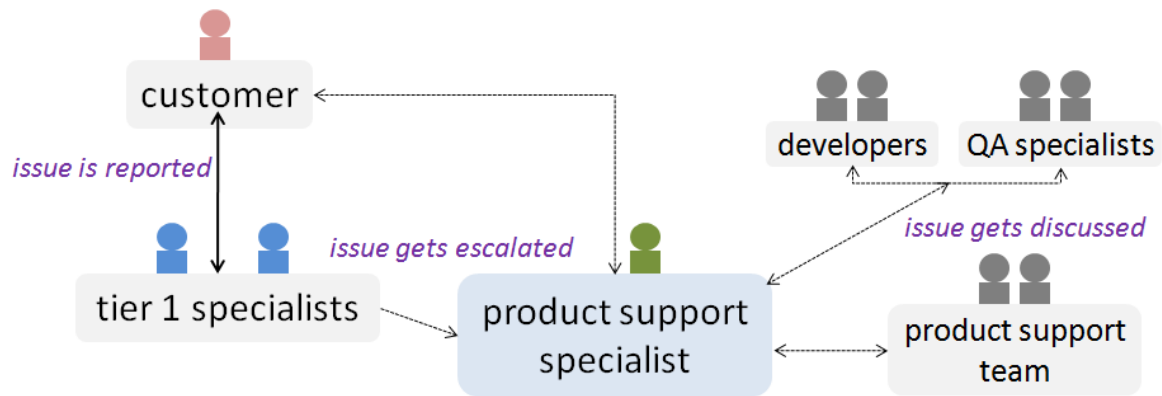 customer
developers
QA specialists
issue is reported
issue gets escalated
issue gets discussed
tier 1 specialists
product support
specialist
product support
team